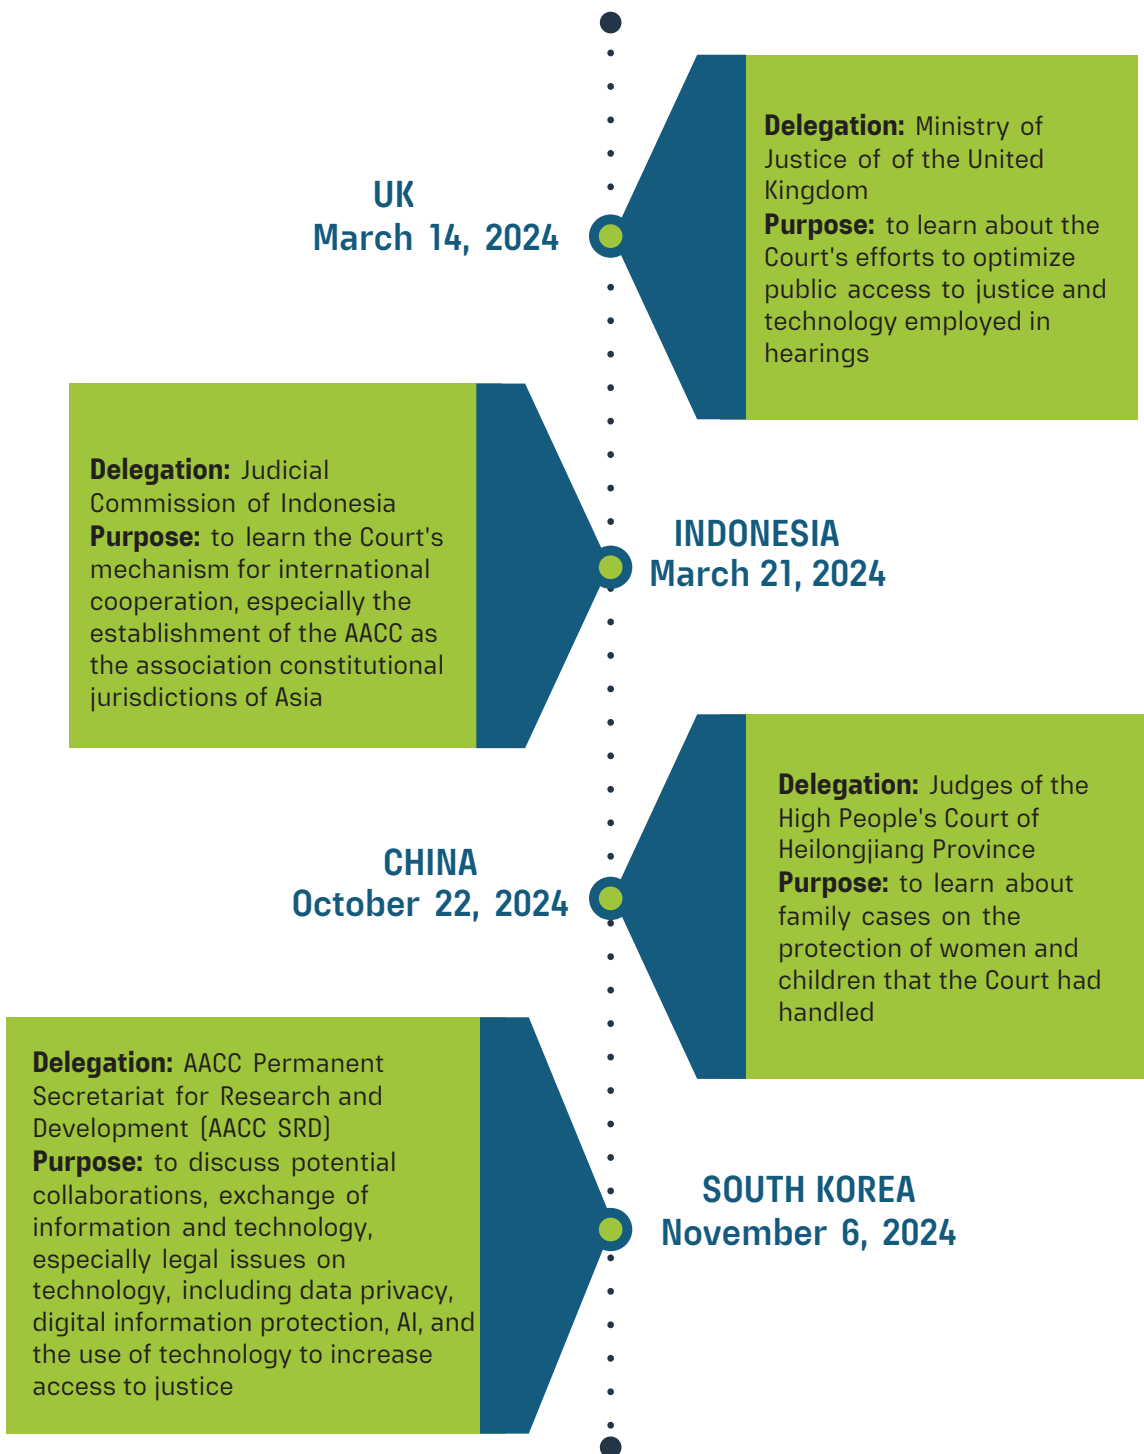 UK
March 14, 2024
Delegation: Ministry of
Justice of of the United
Kingdom
Purpose: to learn about the
Court's efforts to optimize
public access to justice and
technology employed in
hearings
Delegation: Judicial
Commission of Indonesia
Purpose: to learn the Court's
mechanism for international
cooperation, especially the
establishment of the AACC as
the association constitutional
jurisdictions of Asia
INDONESIA
March 21, 2024
CHINA
October 22, 2024
Delegation: Judges of the
High People's Court of
Heilongjiang Province
Purpose: to learn about
family cases on the
protection of women and
children that the Court had
handled
Delegation: AACC Permanent
Secretariat for Research and
Development (AACC SRD)
Purpose: to discuss potential
collaborations, exchange of
information and technology,
especially legal issues on
technology, including data privacy,
digital information protection, AI, and
the use of technology to increase
access to justice
SOUTH KOREA
November 6, 2024